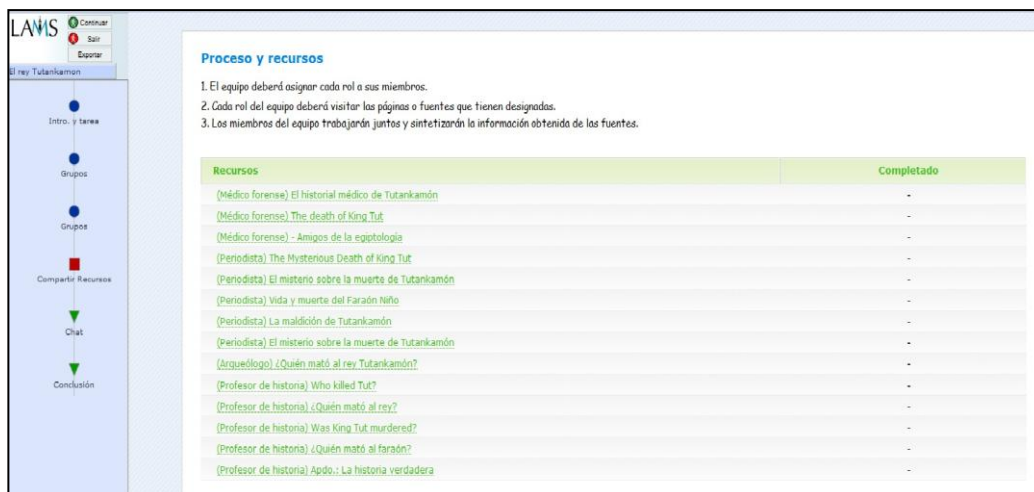 LAMS
Continuar
Salir
Exportar
El rey Tutankamon
Intro. y tarea
Grupos
Grupos
Compartir Recursos
Chat
Conclusión
Proceso y recursos
1. El equipo deberá asignar cada rol a sus miembros.
2. Cada rol del equipo deberá visitar las páginas o fuentes que tienen designadas.
3. Los miembros del equipo trabajarán juntos y sintetizarán la información obtenida de las fuentes.
Recursos Completado
(Médico forense) El historial médico de Tutankamón -
(Médico forense) The death of King Tut -
(Médico forense) - Amigos de la egiptología -
(Periodista) The Mysterious Death of King Tut -
(Periodista) El misterio sobre la muerte de Tutankamón -
(Periodista) Vida y muerte del Faraón Niño -
(Periodista) La maldición de Tutankamón -
(Periodista) El misterio sobre la muerte de Tutankamón -
(Arqueólogo) ¿Quién mató al rey Tutankamón? -
(Profesor de historia) Who killed Tut? -
(Profesor de historia) ¿Quién mató al rey? -
(Profesor de historia) Was King Tut murdered? -
(Profesor de historia) ¿Quién mató al faraón? -
(Profesor de historia) Apdo.: La historia verdadera -